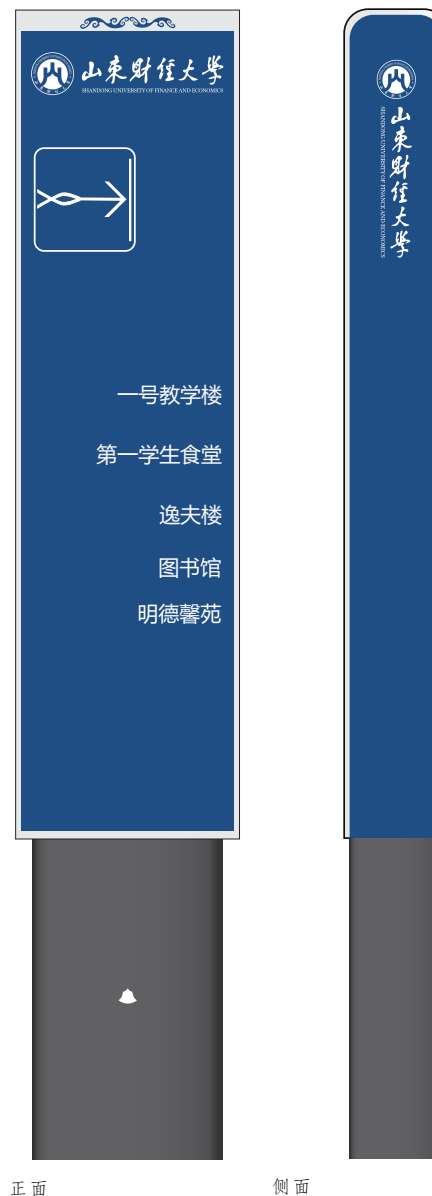 山东财经大学
SHANDONG UNIVERSITY OF FINANCE AND ECONOMICS
一号教学楼
第一学生食堂
逸夫楼
图书馆
明德馨苑
正面
山东财经大学
SHANDONG UNIVERSITY OF FINANCE AND ECONOMICS
侧面